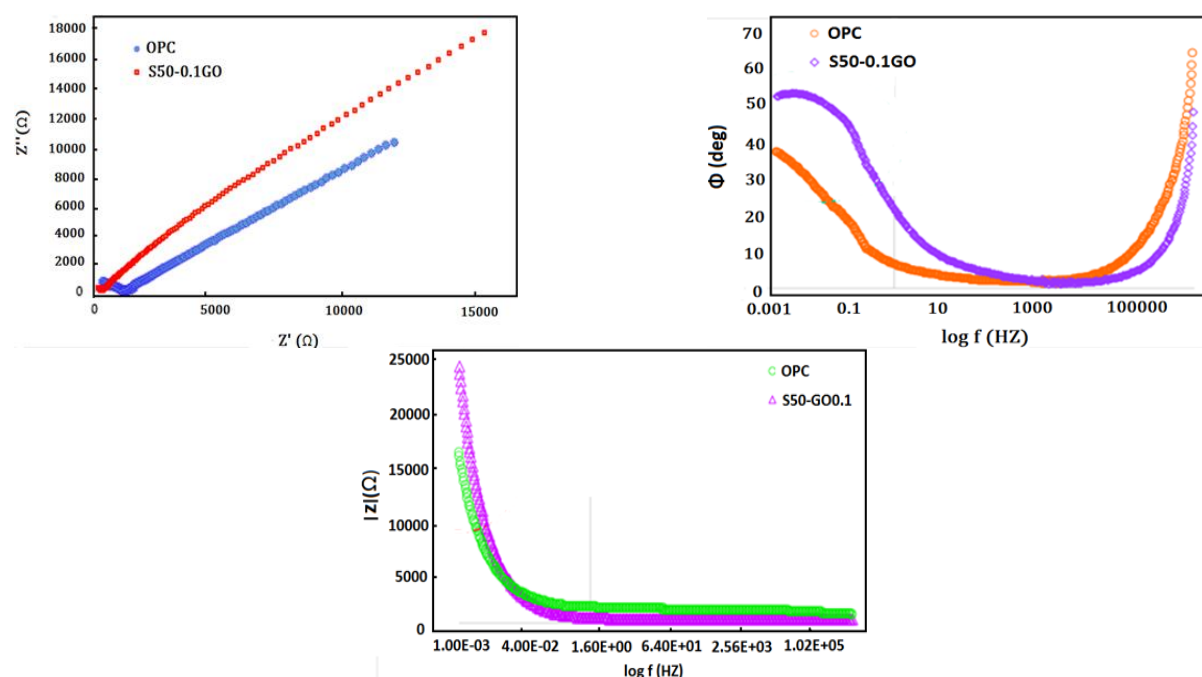 18000
16000
14000
12000
10000
8000
6000
4000
2000
0
Z''(Ω)
OPC
S50-0.1GO
0
5000
10000
15000
Z' (Ω)
70
60
50
40
30
20
10
0
Φ (deg)
OPC
S50-0.1GO
0.001
0.1
10
1000
100000
log f (HZ)
25000
20000
15000
10000
5000
0
|z|(Ω)
OPC
S50-GO0.1
1.00E-03
4.00E-02
1.60E+00
6.40E+01
2.56E+03
1.02E+05
log f (HZ)